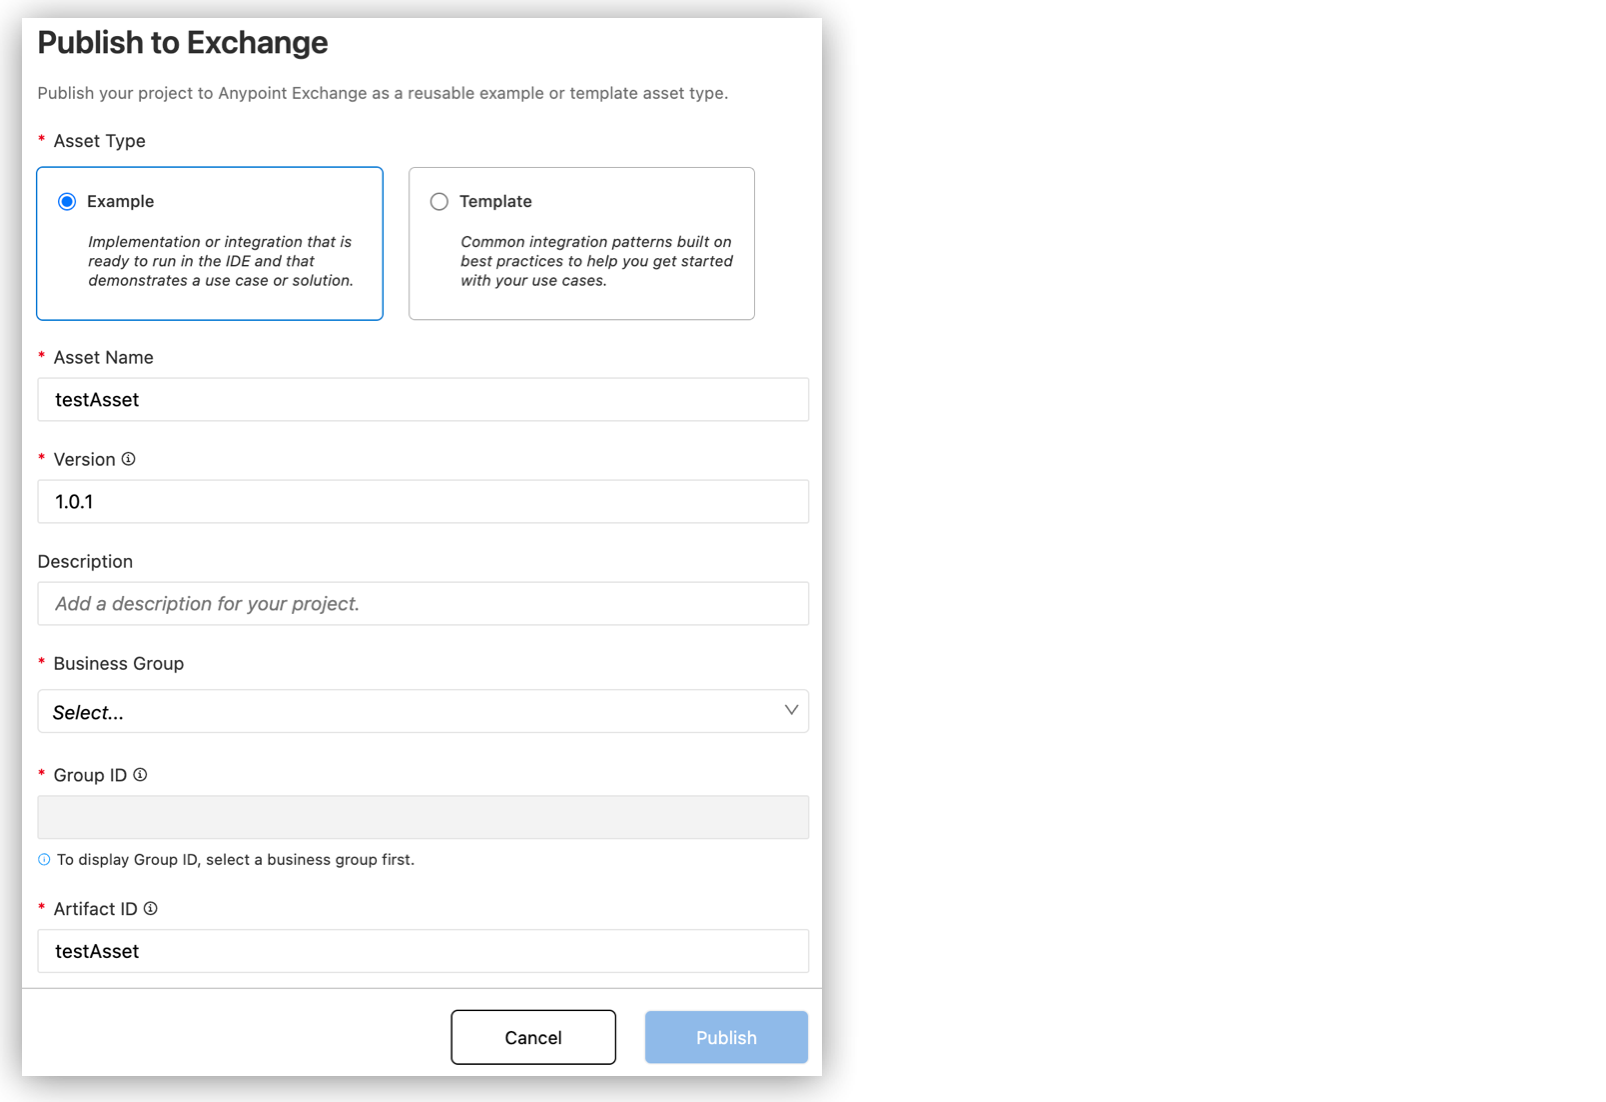 Publish to Exchange
Publish your project to Anypoint Exchange as a reusable example or template asset type.
* Asset Type
Example
Implementation or integration that is
ready to run in the IDE and that
demonstrates a use case or solution.
Template
Common integration patterns built on
best practices to help you get started
with your use cases.
* Asset Name
testAsset
* Version
1.0.1
Description
Add a description for your project.
* Business Group
Select...
* Group ID
To display Group ID, select a business group first.
* Artifact ID
testAsset
Cancel
Publish